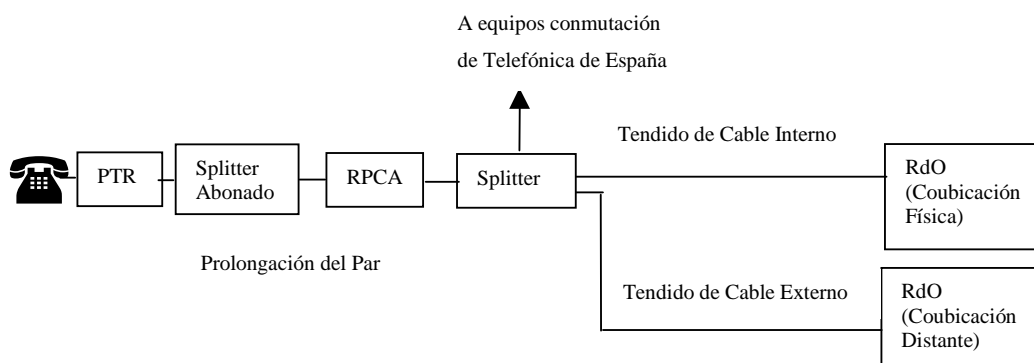 A equipos conmutación
de Telefónica de España
Tendido de Cable Interno
PTR
Splitter
Abonado
RPCA
Splitter
RdO
(Coubicación
Física)
Prolongación del Par
Tendido de Cable Externo
RdO
(Coubicación
Distante)